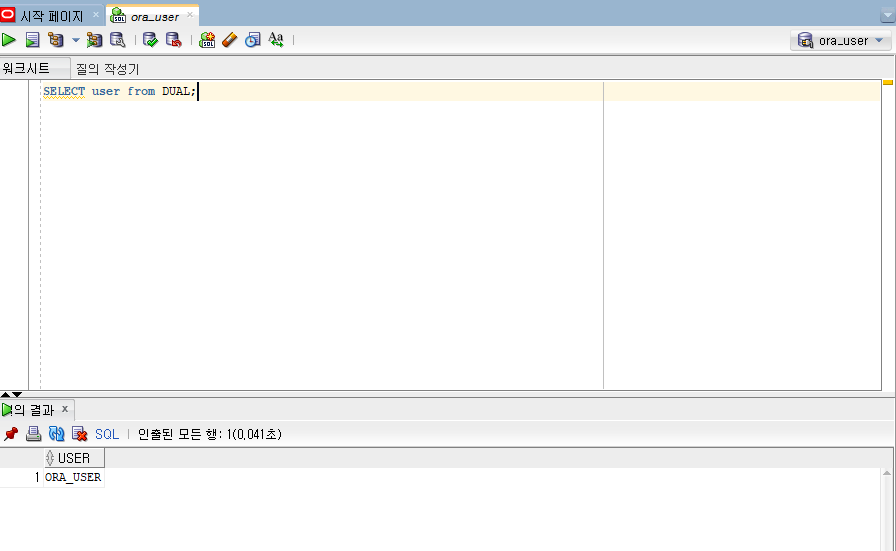 시작 페이지 ora_user
SQL Aa ora_user
워크시트 질의 작성기
SELECT user from DUAL;
의 결과 x
SQL 인출된 모든 행: 1(0,041초)
USER
1 ORA_USER